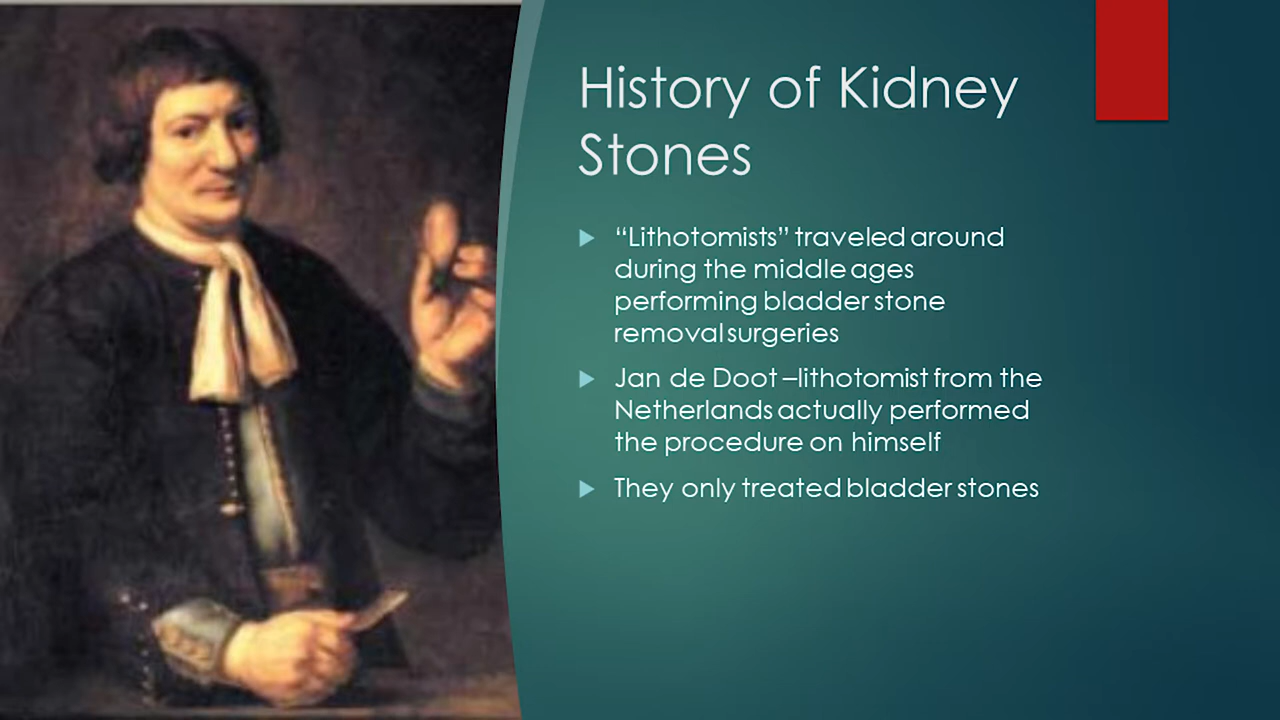 History of Kidney
Stones
“Lithotomists” traveled around
during the middle ages
performing bladder stone
removal surgeries
Jan de Doot –lithotomist from the
Netherlands actually performed
the procedure on himself
They only treated bladder stones